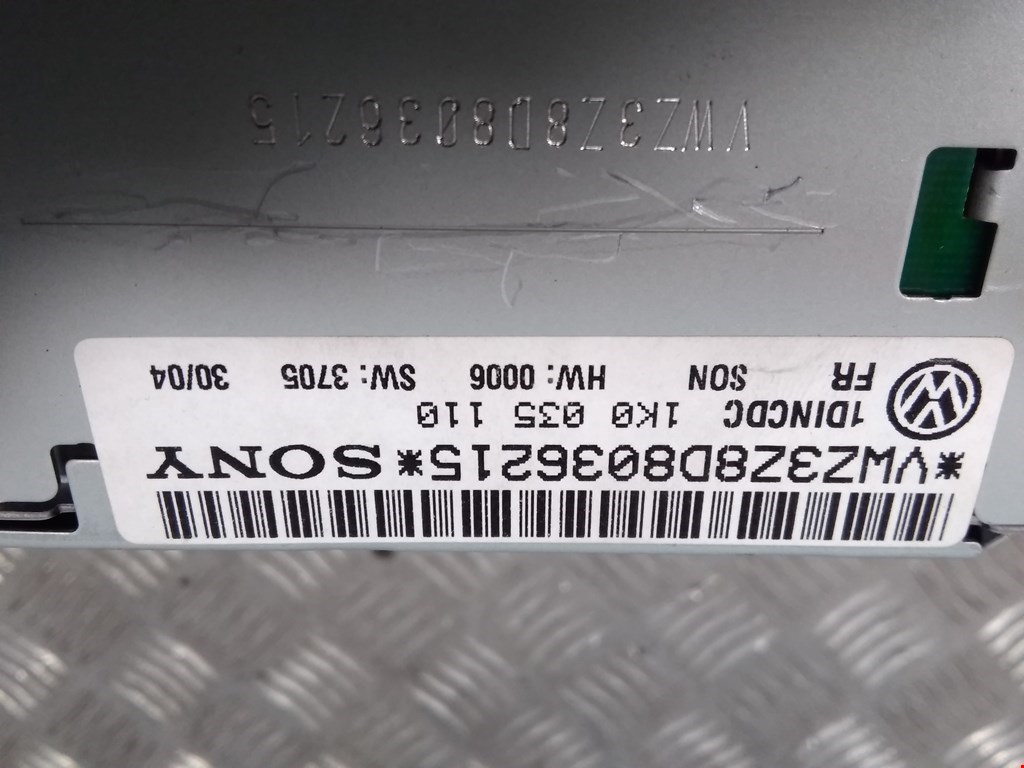 *VWZ3Z8D8036215* SONY
1DINCDC 1K0 035 110
FR SON HW: 0006 SW: 3705 30/04
VWZ3Z8D8036215